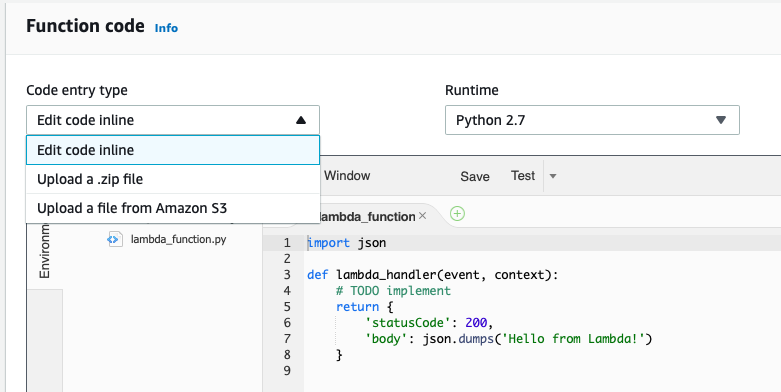 Function code Info
Code entry type Runtime
Edit code inline Python 2.7
Edit code inline
Upload a .zip file
Upload a file from Amazon S3
Window Save Test
lambda_function
lambda_function.py
1 import json
2
3 def lambda_handler(event, context):
4 # TODO implement
5 return {
6 'statusCode': 200,
7 'body': json.dumps('Hello from Lambda!')
8 }
9